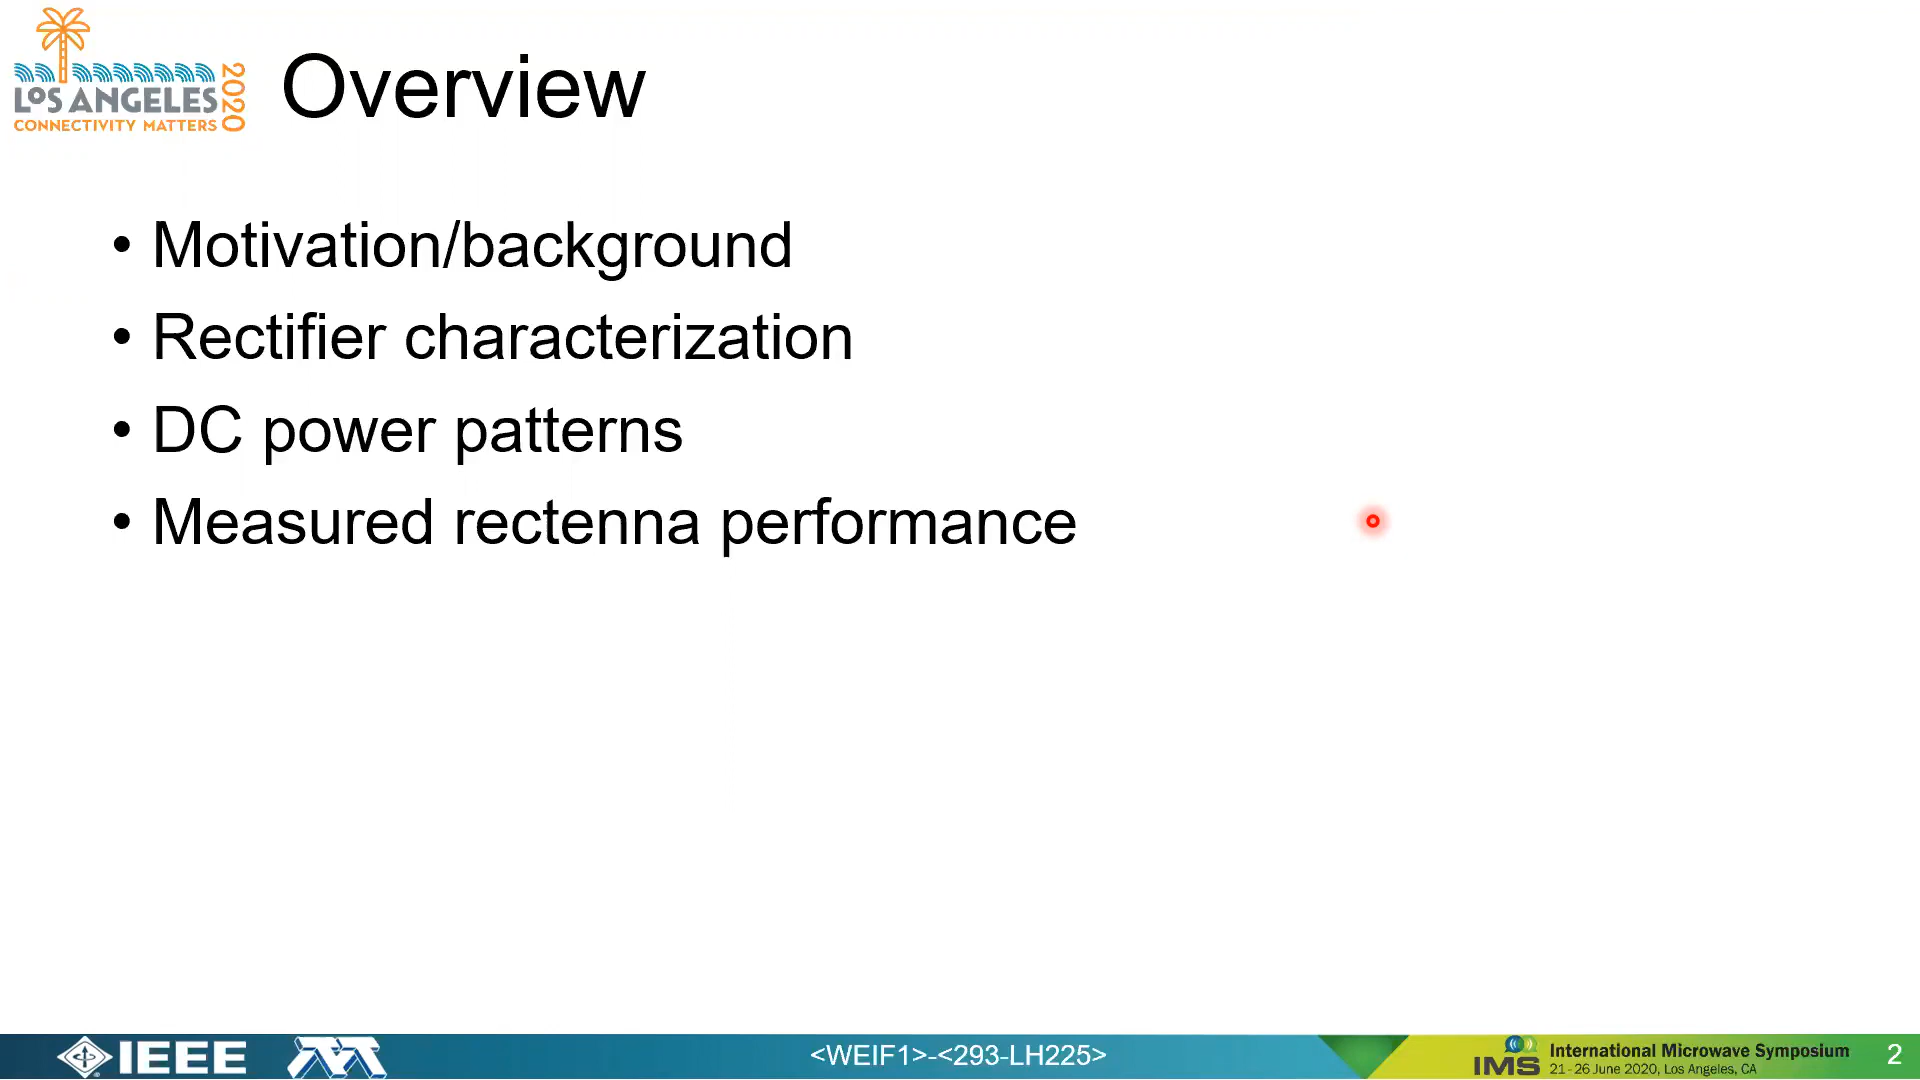 LOS ANGELES 2020
CONNECTIVITY MATTERS
Overview
• Motivation/background
• Rectifier characterization
• DC power patterns
• Measured rectenna performance
IEEE
<WEIF1>-<293-LH225>
IMS
International Microwave Symposium
21-26 June 2020, Los Angeles, CA
2